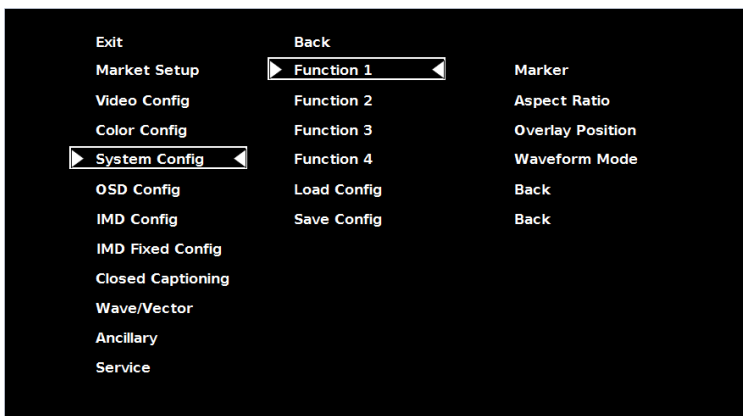 Exit Back
Market Setup Function 1 Marker
Video Config Function 2 Aspect Ratio
Color Config Function 3 Overlay Position
System Config Function 4 Waveform Mode
OSD Config Load Config Back
IMD Config Save Config Back
IMD Fixed Config
Closed Captioning
Wave/Vector
Ancillary
Service